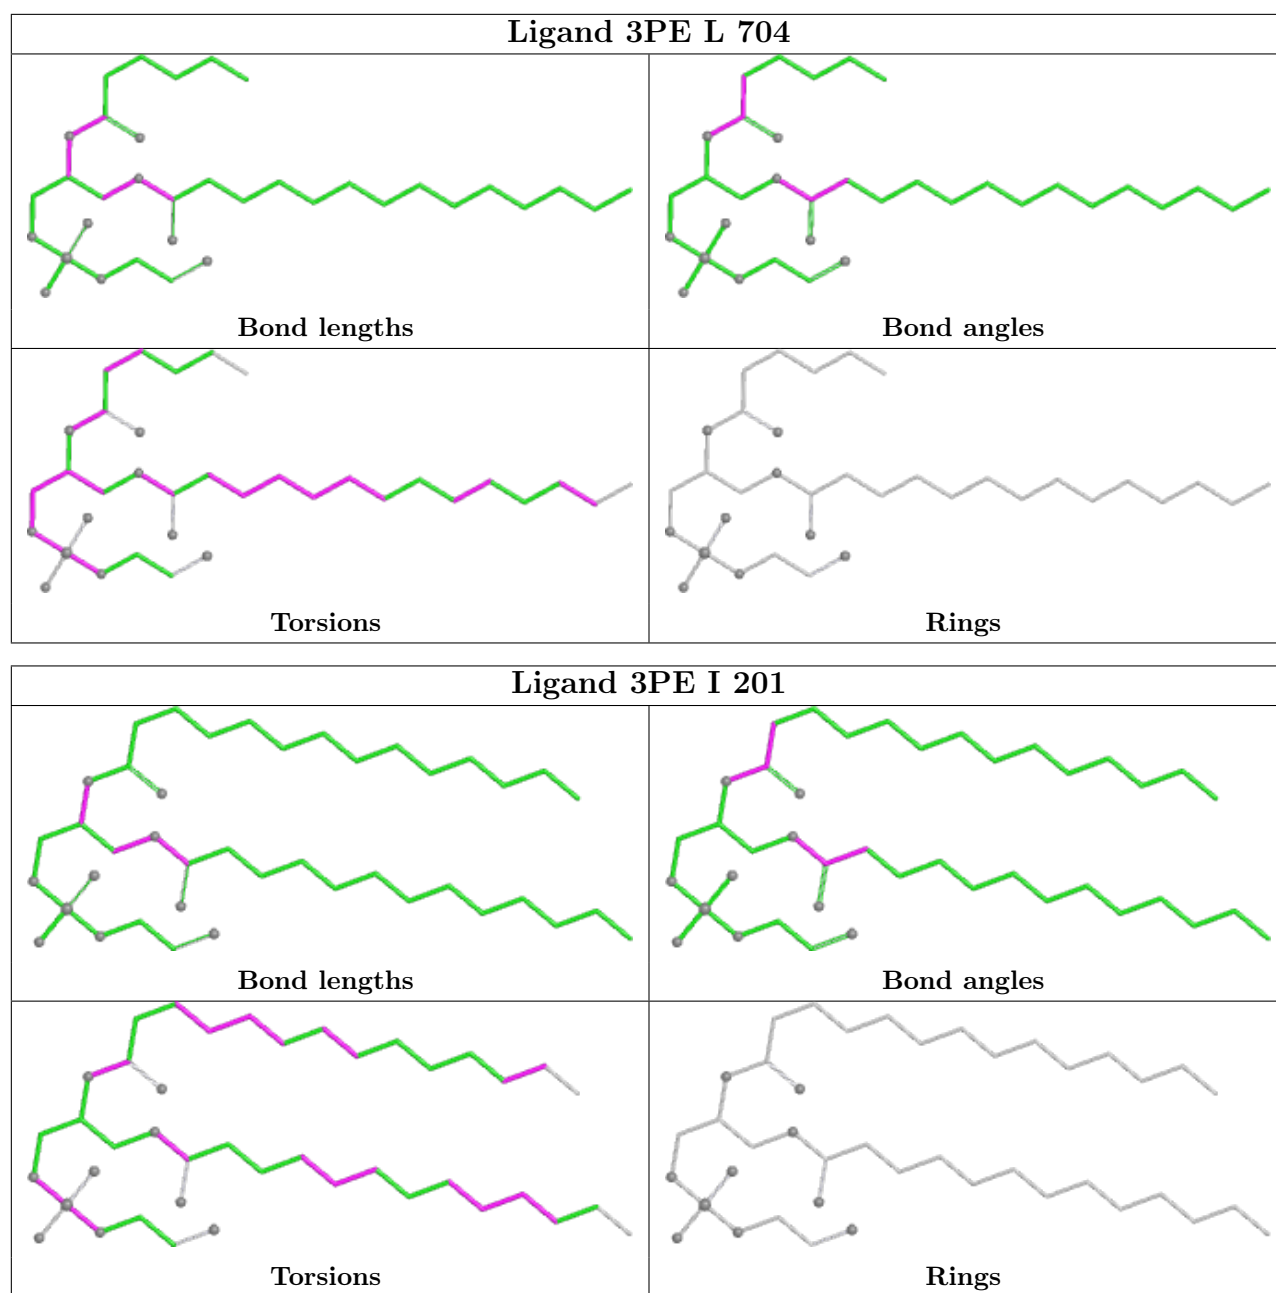 Ligand 3PE L 704
Bond lengths
Bond angles
Torsions
Rings
Ligand 3PE I 201
Bond lengths
Bond angles
Torsions
Rings